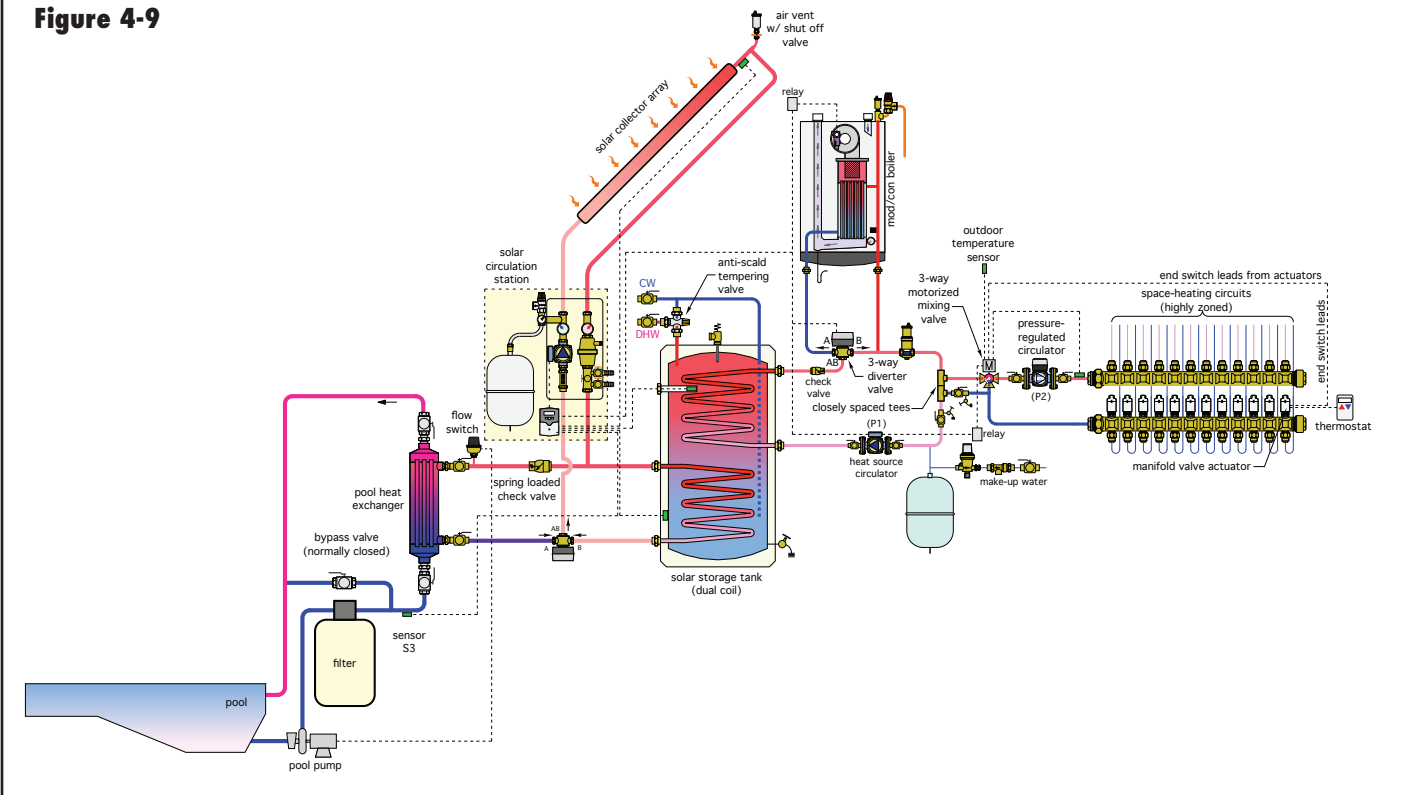 Figure 4-9
air vent
w/ shut off
valve
solar collector array
relay
mod/con boiler
outdoor
temperature
sensor
solar
circulation
station
anti-scald
tempering
valve
CW
DHW
3-way
motorized
mixing
valve
end switch leads from actuators
space-heating circuits
(highly zoned)
pressure-
regulated
circulator
end switch leads
M
A
B
AB
3-way
diverter
valve
check
valve
closely spaced tees
(P2)
(P1)
relay
thermostat
heat source
circulator
manifold valve actuator
make-up water
flow
switch
spring loaded
check valve
pool heat
exchanger
AB
A
B
bypass valve
(normally closed)
solar storage tank
(dual coil)
sensor
S3
filter
pool
pool pump